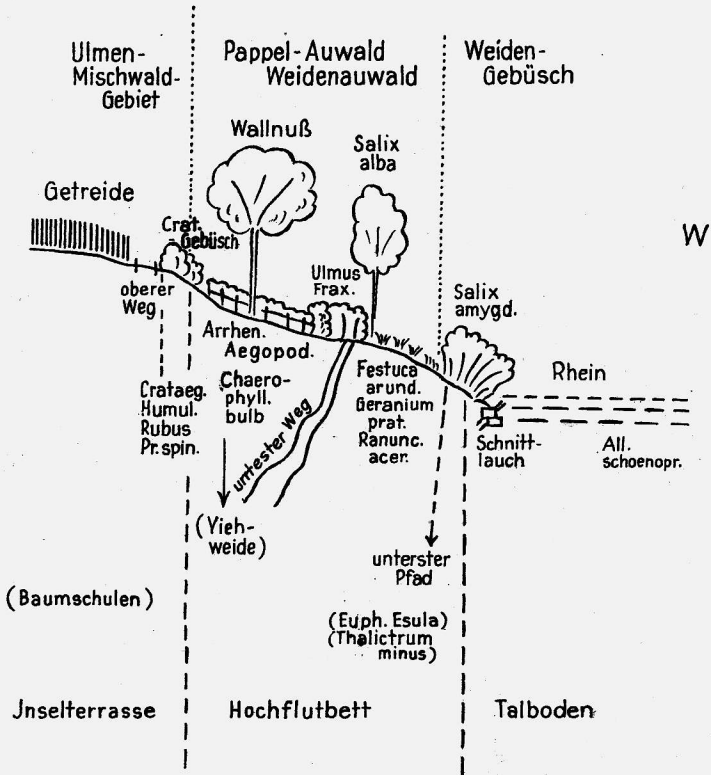 Ulmen-
Mischwald-
Gebiet
Pappel-Auwald
Weidenauwald
Weiden-
Gebüsch
Wallnuß
Salix
alba
Getreide
Crat.
Gebüsch
W
oberer
Weg
Ulmus
Frax.
Salix
amygd.
Arrhen.
Aegopod.
Rhein
Crataeg.
Humul.
Rubus
Pr. spin.
Chaero-
phyll.
bulb
untester Weg
Festuca
arund.
Geranium
prat.
Ranunc.
acer.
Schnitt-
lauch
All.
schoenopr.
(Vieh-
weide)
unterster
Pfad
(Baumschulen)
(Euph. Esula)
(Thalictrum
minus)
Jnselterrasse
Hochflutbett
Talboden